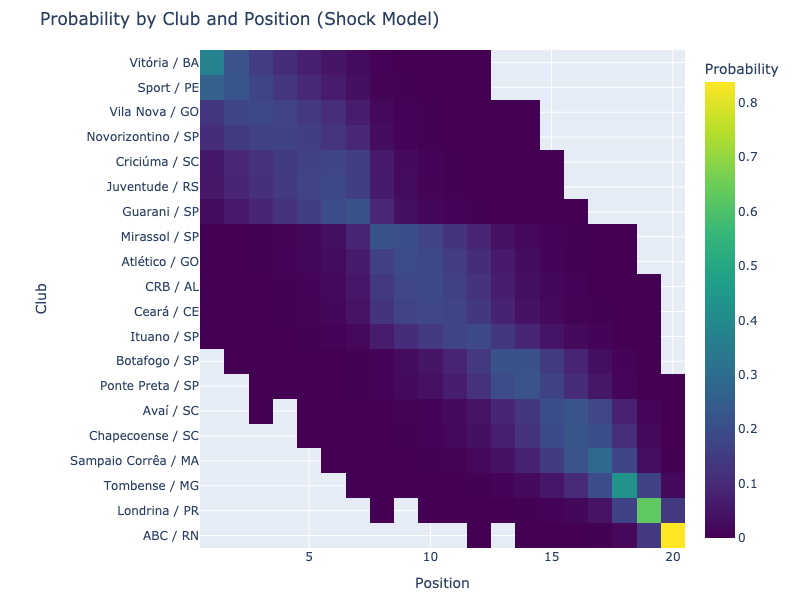 Probability by Club and Position (Shock Model)
Probability
Vitória / BA
Sport / PE
Vila Nova / GO
Novorizontino / SP
Criciúma / SC
Juventude / RS
Guarani / SP
Mirassol / SP
Atlético / GO
CRB / AL
Ceará / CE
Ituano / SP
Botafogo / SP
Ponte Preta / SP
Avaí / SC
Chapecoense / SC
Sampaio Corrêa / MA
Tombense / MG
Londrina / PR
ABC / RN
Club
5 10 15 20
Position
0.8
0.7
0.6
0.5
0.4
0.3
0.2
0.1
0